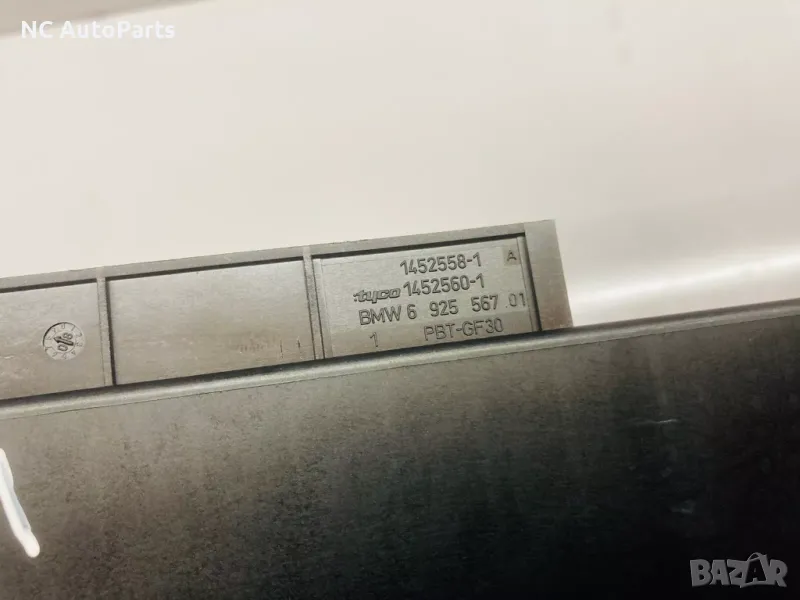 NC AutoParts
1452558-1 A
tyco 1452560-1
BMW 6 925 567 01
1 PBT-GF30
BAZAR